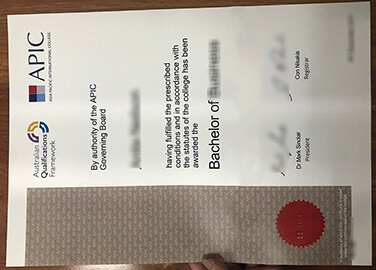 Australian
Qualifications
Framework
APIC
ASIA PACIFIC INTERNATIONAL COLLEGE
By authority of the APIC
Governing Board
having fulfilled the prescribed
conditions and in accordance with
the statutes of the college has been
awarded the
Bachelor of
Dr Mark Sinclair
President
Con Nikakis
Registrar